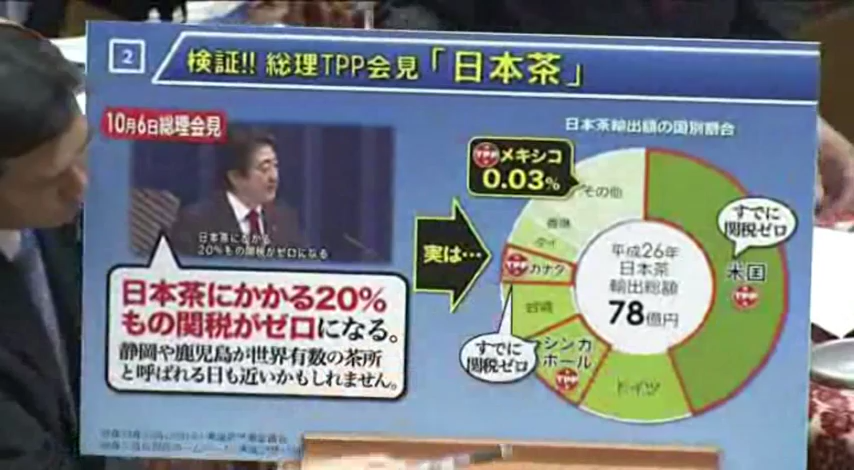 2
検証!! 総理TPP会見「日本茶」
10月6日総理会見
日本茶にかかる
20%もの関税がゼロになる
日本茶にかかる20%
もの関税がゼロになる。
静岡や鹿児島が世界有数の茶所
と呼ばれる日も近いかもしれません。
実は…
日本茶輸出額の国別割合
TPP メキシコ
0.03%
その他
香港
タイ
TPP カナダ
台湾
シンガ
ポール
TPP
ドイツ
米国
TPP
すでに
関税ゼロ
すでに
関税ゼロ
平成26年
日本茶
輸出総額
78億円